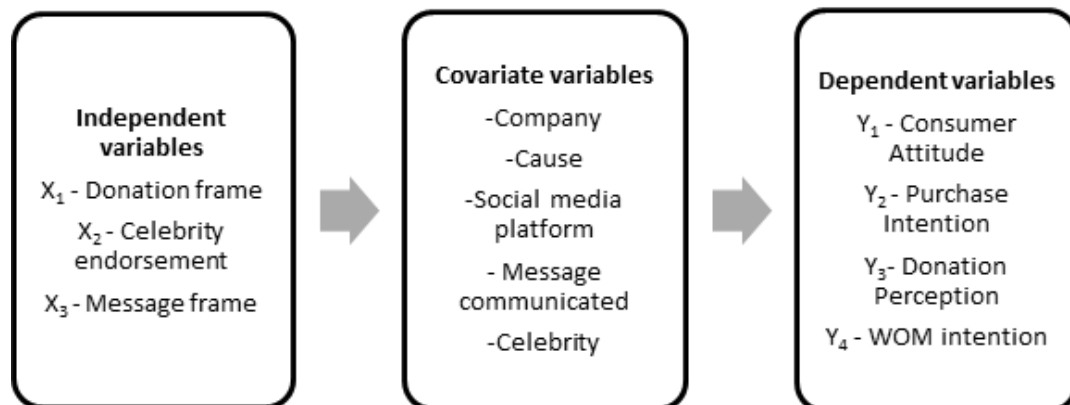 Independent
variables
X₁ - Donation frame
X₂ - Celebrity
endorsement
X₃ - Message frame
Covariate variables
-Company
-Cause
-Social media
platform
- Message
communicated
-Celebrity
Dependent variables
Y₁ - Consumer
Attitude
Y₂ - Purchase
Intention
Y₃- Donation
Perception
Y₄ - WOM intention